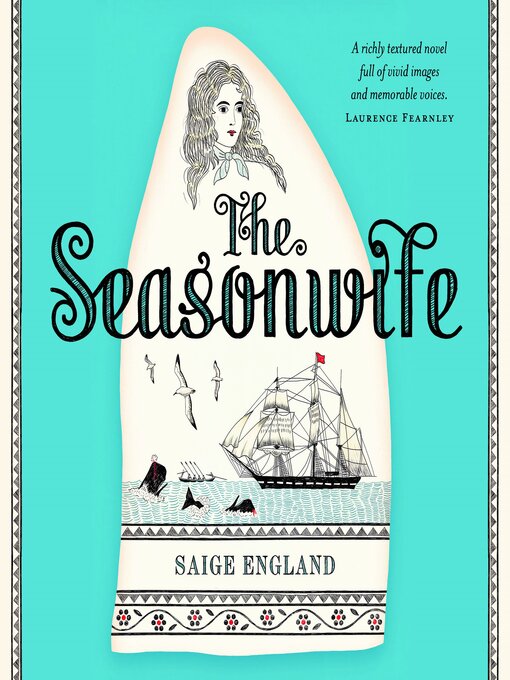 A richly textured novel
full of vivid images
and memorable voices.
LAURENCE FEARNLEY
The
Seasonwife
SAIGE ENGLAND